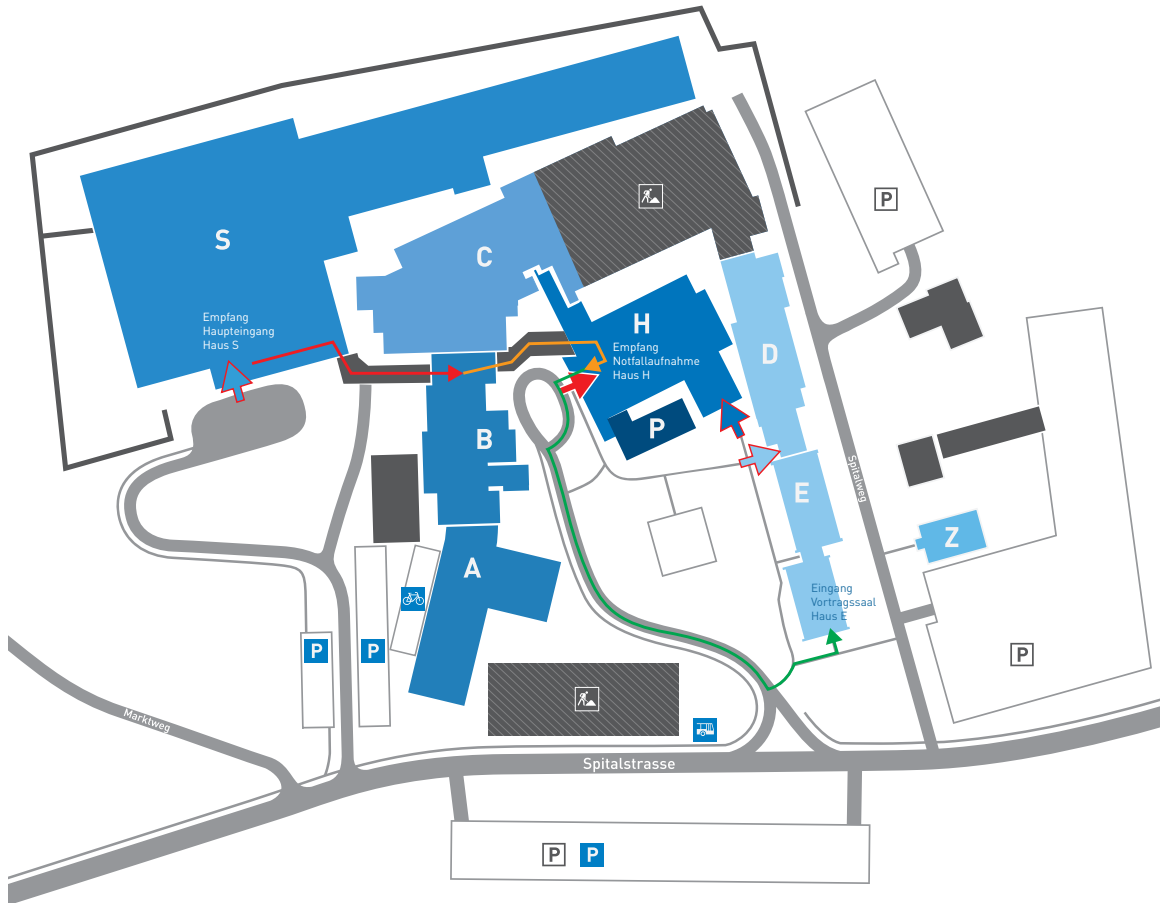 P
S
C
Empfang
Haupteingang
Haus S
H
Empfang
Notfallaufnahme
Haus H
D
P
B
Spitalweg
E
Z
A
Eingang
Vortragssaal
Haus E
P
P
P
Marktweg
Spitalstrasse
P
P